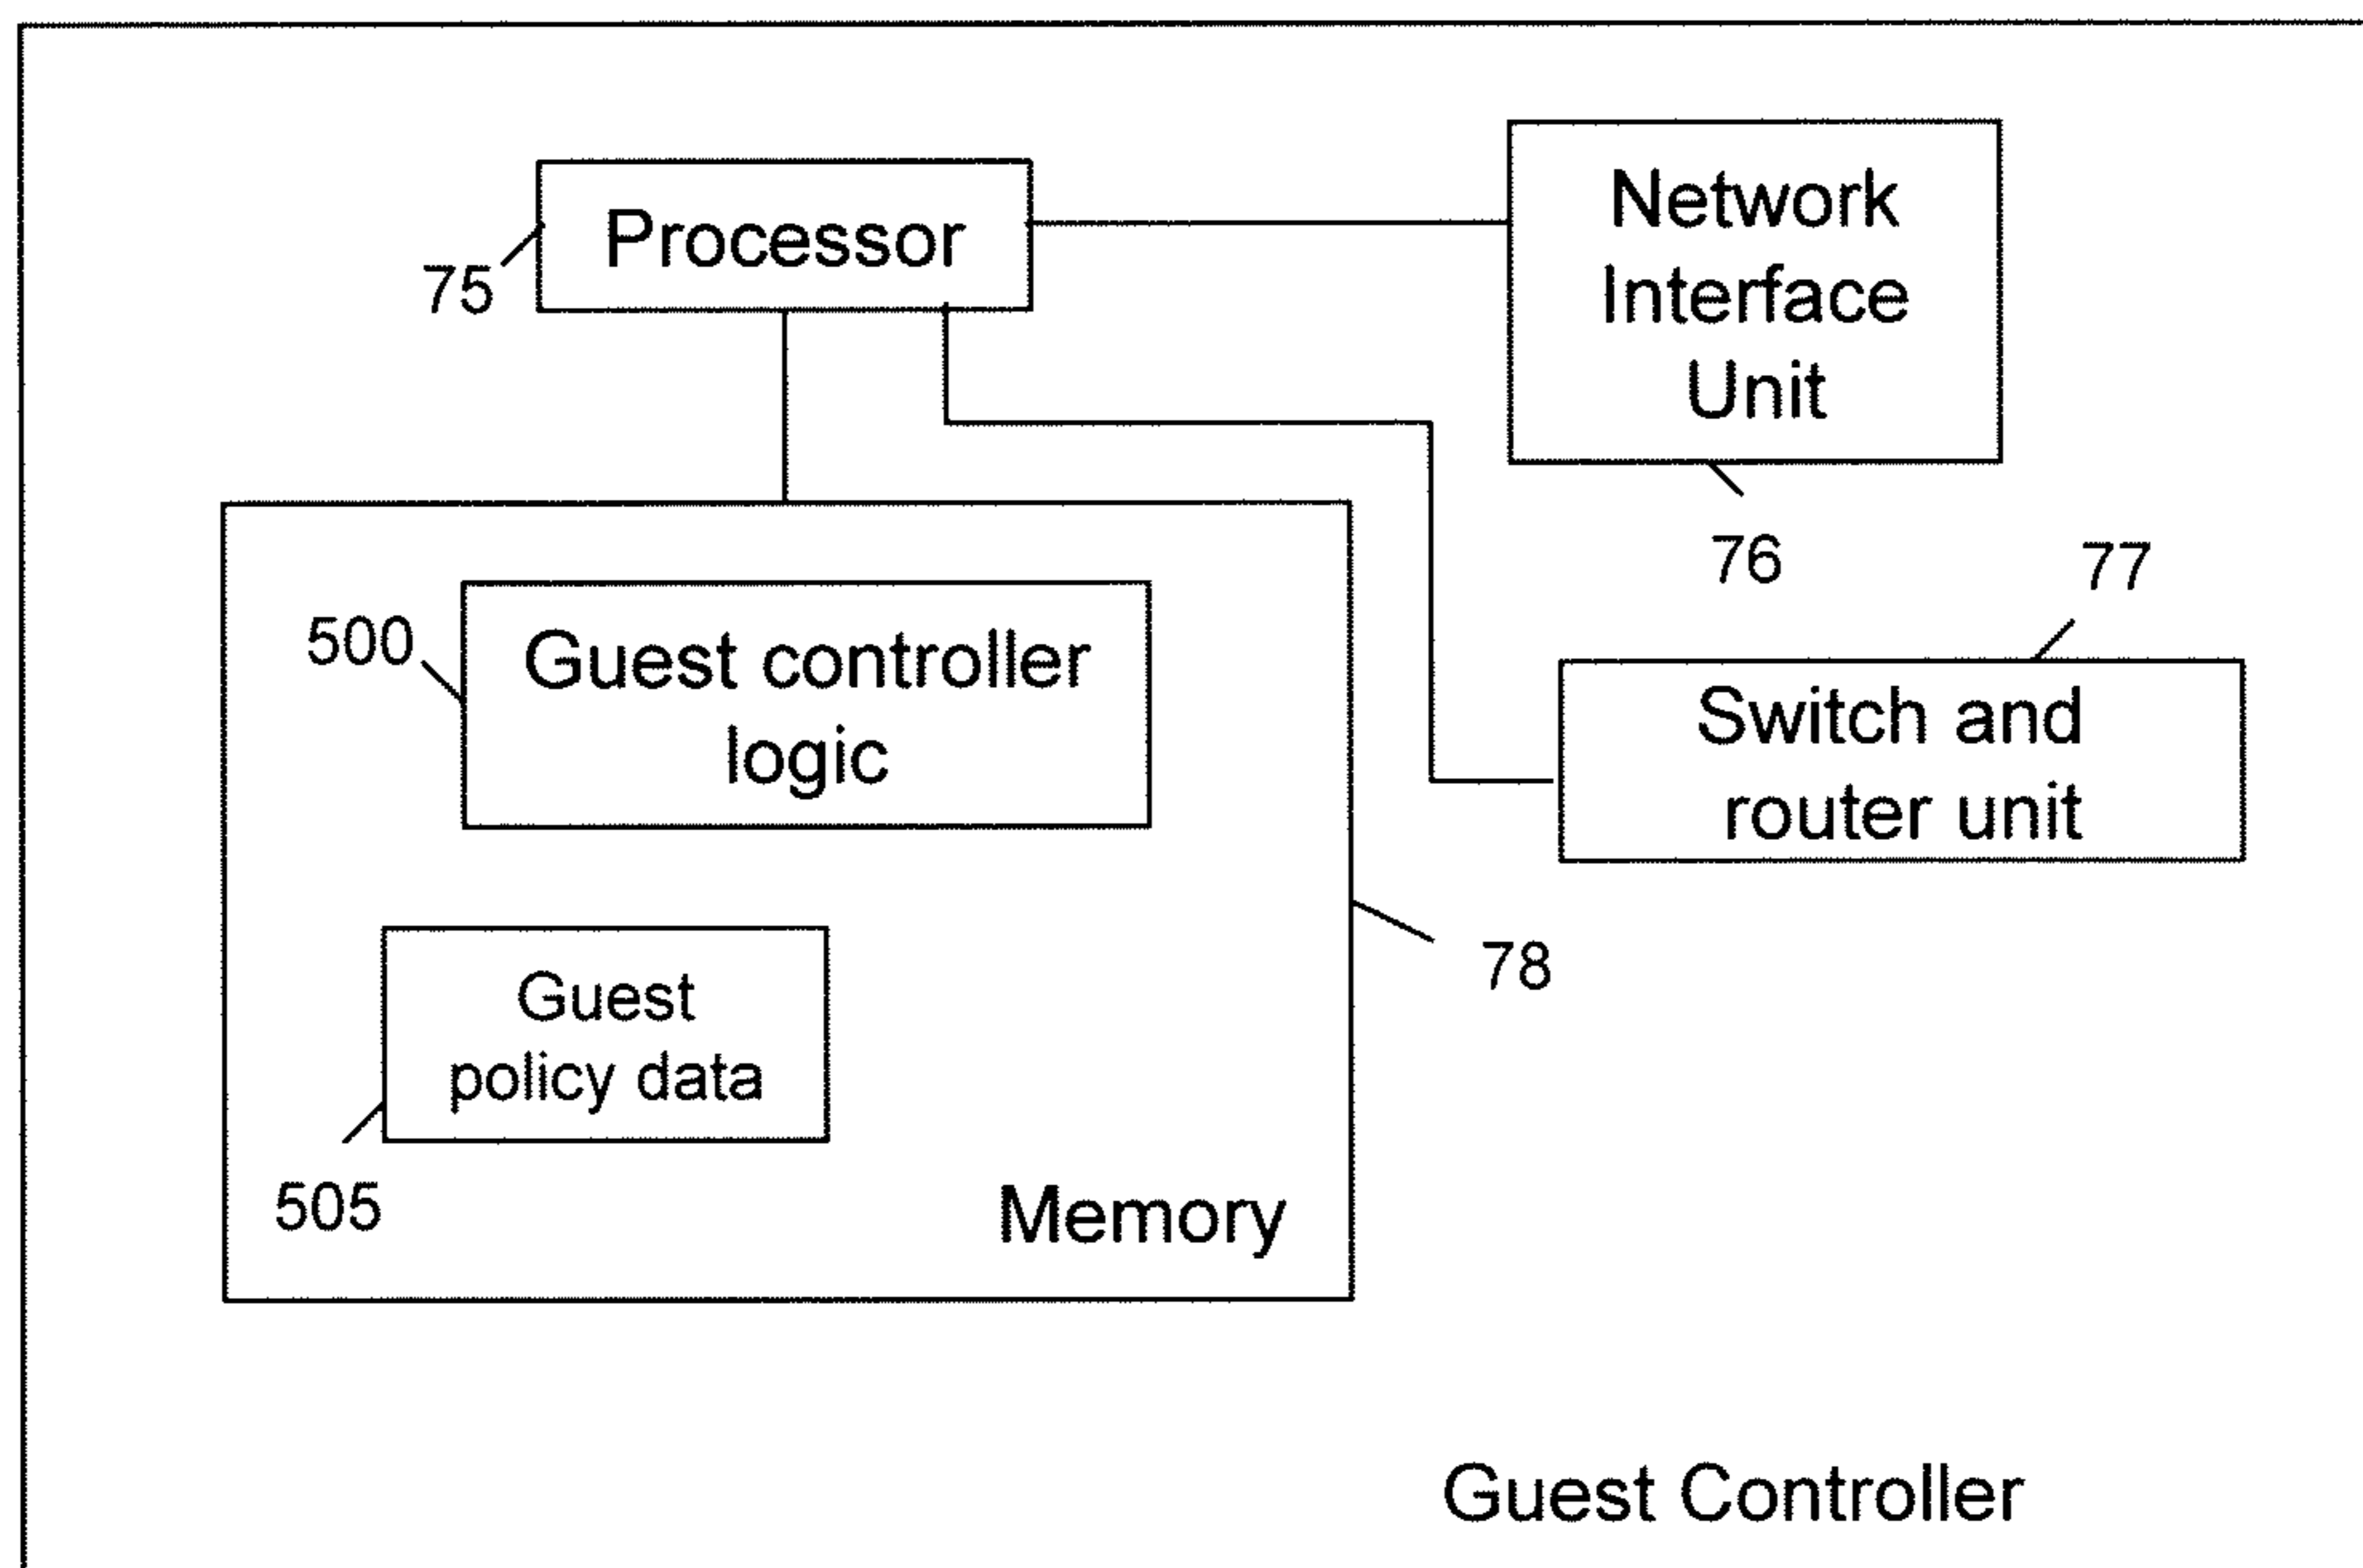 Processor
75
Network
Interface
Unit
76
77
500
Guest controller
logic
Switch and
router unit
78
Guest
policy data
505
Memory
Guest Controller